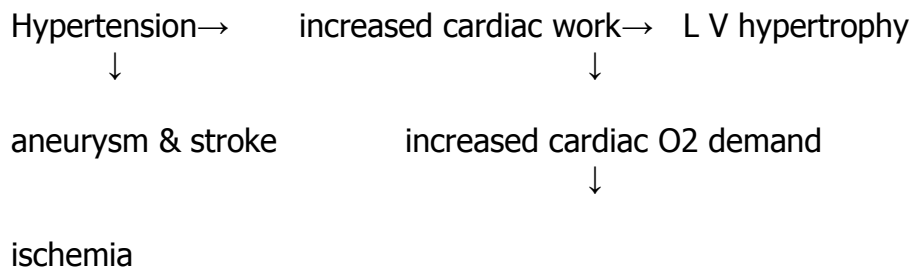 Hypertension→ increased cardiac work→ L V hypertrophy
↓ ↓
aneurysm & stroke increased cardiac O2 demand
↓
ischemia